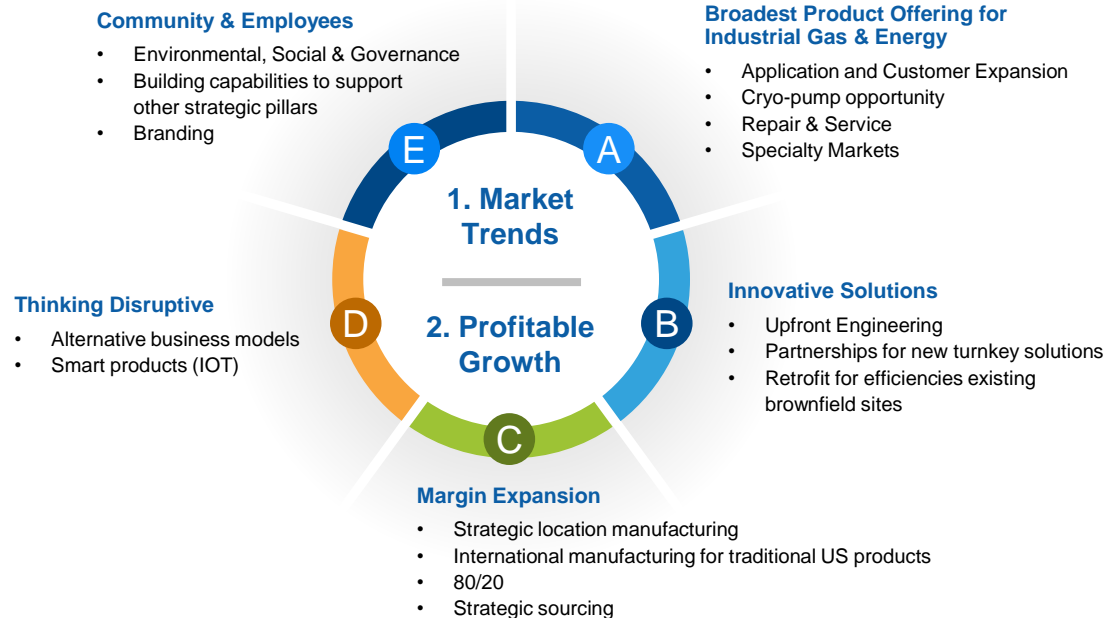 Community & Employees
• Environmental, Social & Governance
• Building capabilities to support
other strategic pillars
• Branding
Broadest Product Offering for
Industrial Gas & Energy
• Application and Customer Expansion
• Cryo-pump opportunity
• Repair & Service
• Specialty Markets
E
A
1. Market
Trends
2. Profitable
Growth
Thinking Disruptive
• Alternative business models
• Smart products (IOT)
D
B
Innovative Solutions
• Upfront Engineering
• Partnerships for new turnkey solutions
• Retrofit for efficiencies existing
brownfield sites
C
Margin Expansion
• Strategic location manufacturing
• International manufacturing for traditional US products
• 80/20
• Strategic sourcing